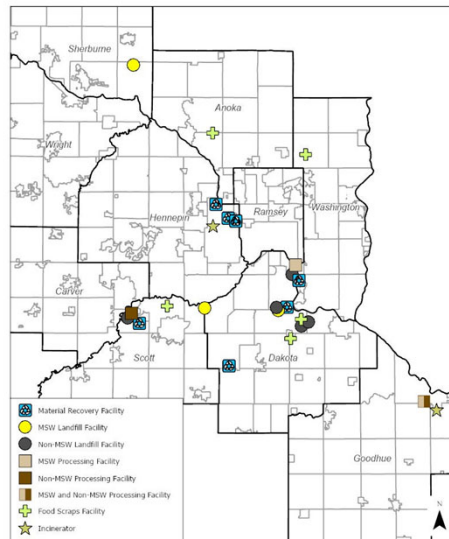 Sherburne
Anoka
Wright
Hennepin
Ramsey
Washington
Carver
Scott
Dakota
Goodhue
Material Recovery Facility
MSW Landfill Facility
Non-MSW Landfill Facility
MSW Processing Facility
Non-MSW Processing Facility
MSW and Non-MSW Processing Facility
Food Scraps Facility
Incinerator
N